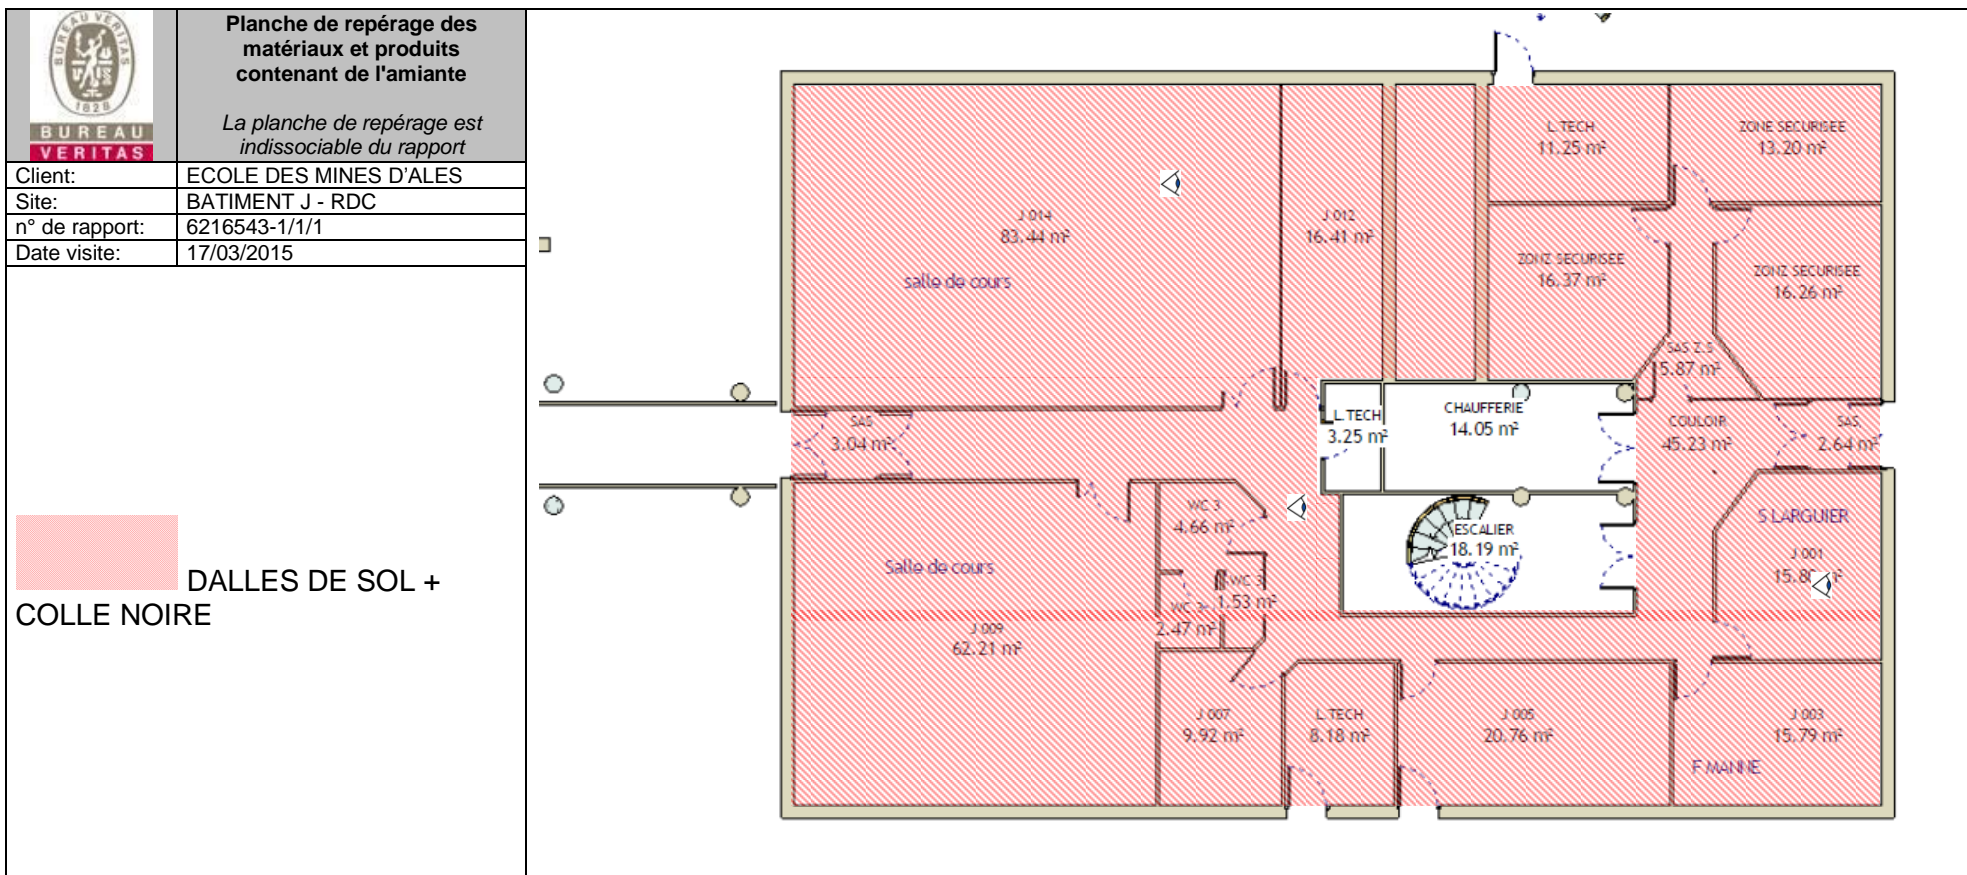 BUREAU VERITAS
1828
BUREAU
VERITAS
Planche de repérage des
matériaux et produits
contenant de l'amiante
La planche de repérage est
indissociable du rapport
Client:
ECOLE DES MINES D'ALES
Site:
BATIMENT J - RDC
n° de rapport:
6216543-1/1/1
Date visite:
17/03/2015
DALLES DE SOL +
COLLE NOIRE
J 014
83.44 m²
salle de cours
J 012
16.41 m²
L.TECH
11.25 m²
ZONE SECURISEE
13.20 m²
ZONZ SECURISEE
16.37 m²
ZONZ SECURISEE
16.26 m²
SAS Z.S
5.87 m²
SAS
3.04 m²
L.TECH
3.25 m²
CHAUFFERIE
14.05 m²
COULOIR
45.23 m²
SAS
2.64 m²
WC 3
4.66 m²
ESCALIER
18.19 m²
S LARGUIER
J 001
Salle de cours
WC 3
1.53 m²
WC 3
2.47 m²
J 009
62.21 m²
J 007
9.92 m²
L.TECH
8.18 m²
J 005
20.76 m²
J 003
15.79 m²
F MANNE